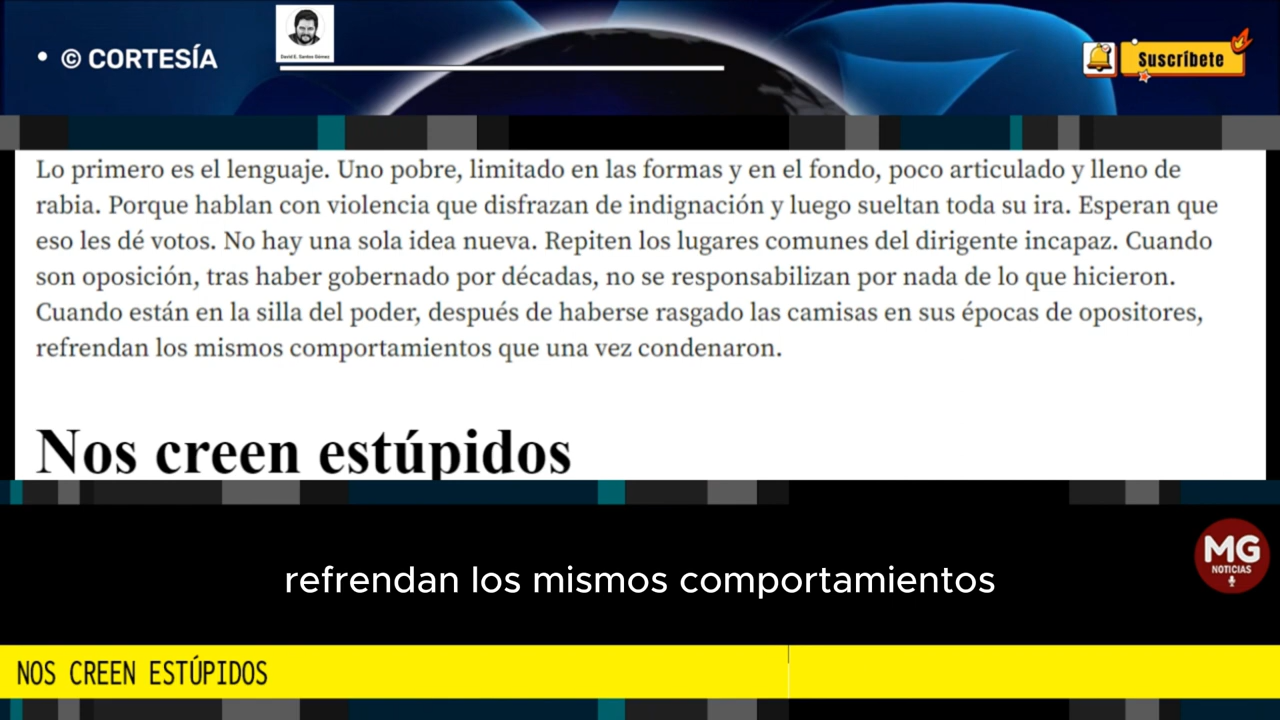 • © CORTESÍA
David E. Santos Gómez
Suscríbete
Lo primero es el lenguaje. Uno pobre, limitado en las formas y en el fondo, poco articulado y lleno de
rabia. Porque hablan con violencia que disfrazan de indignación y luego sueltan toda su ira. Esperan que
eso les dé votos. No hay una sola idea nueva. Repiten los lugares comunes del dirigente incapaz. Cuando
son oposición, tras haber gobernado por décadas, no se responsabilizan por nada de lo que hicieron.
Cuando están en la silla del poder, después de haberse rasgado las camisas en sus épocas de opositores,
refrendan los mismos comportamientos que una vez condenaron.
Nos creen estúpidos
MG
NOTICIAS
refrendan los mismos comportamientos
NOS CREEN ESTÚPIDOS